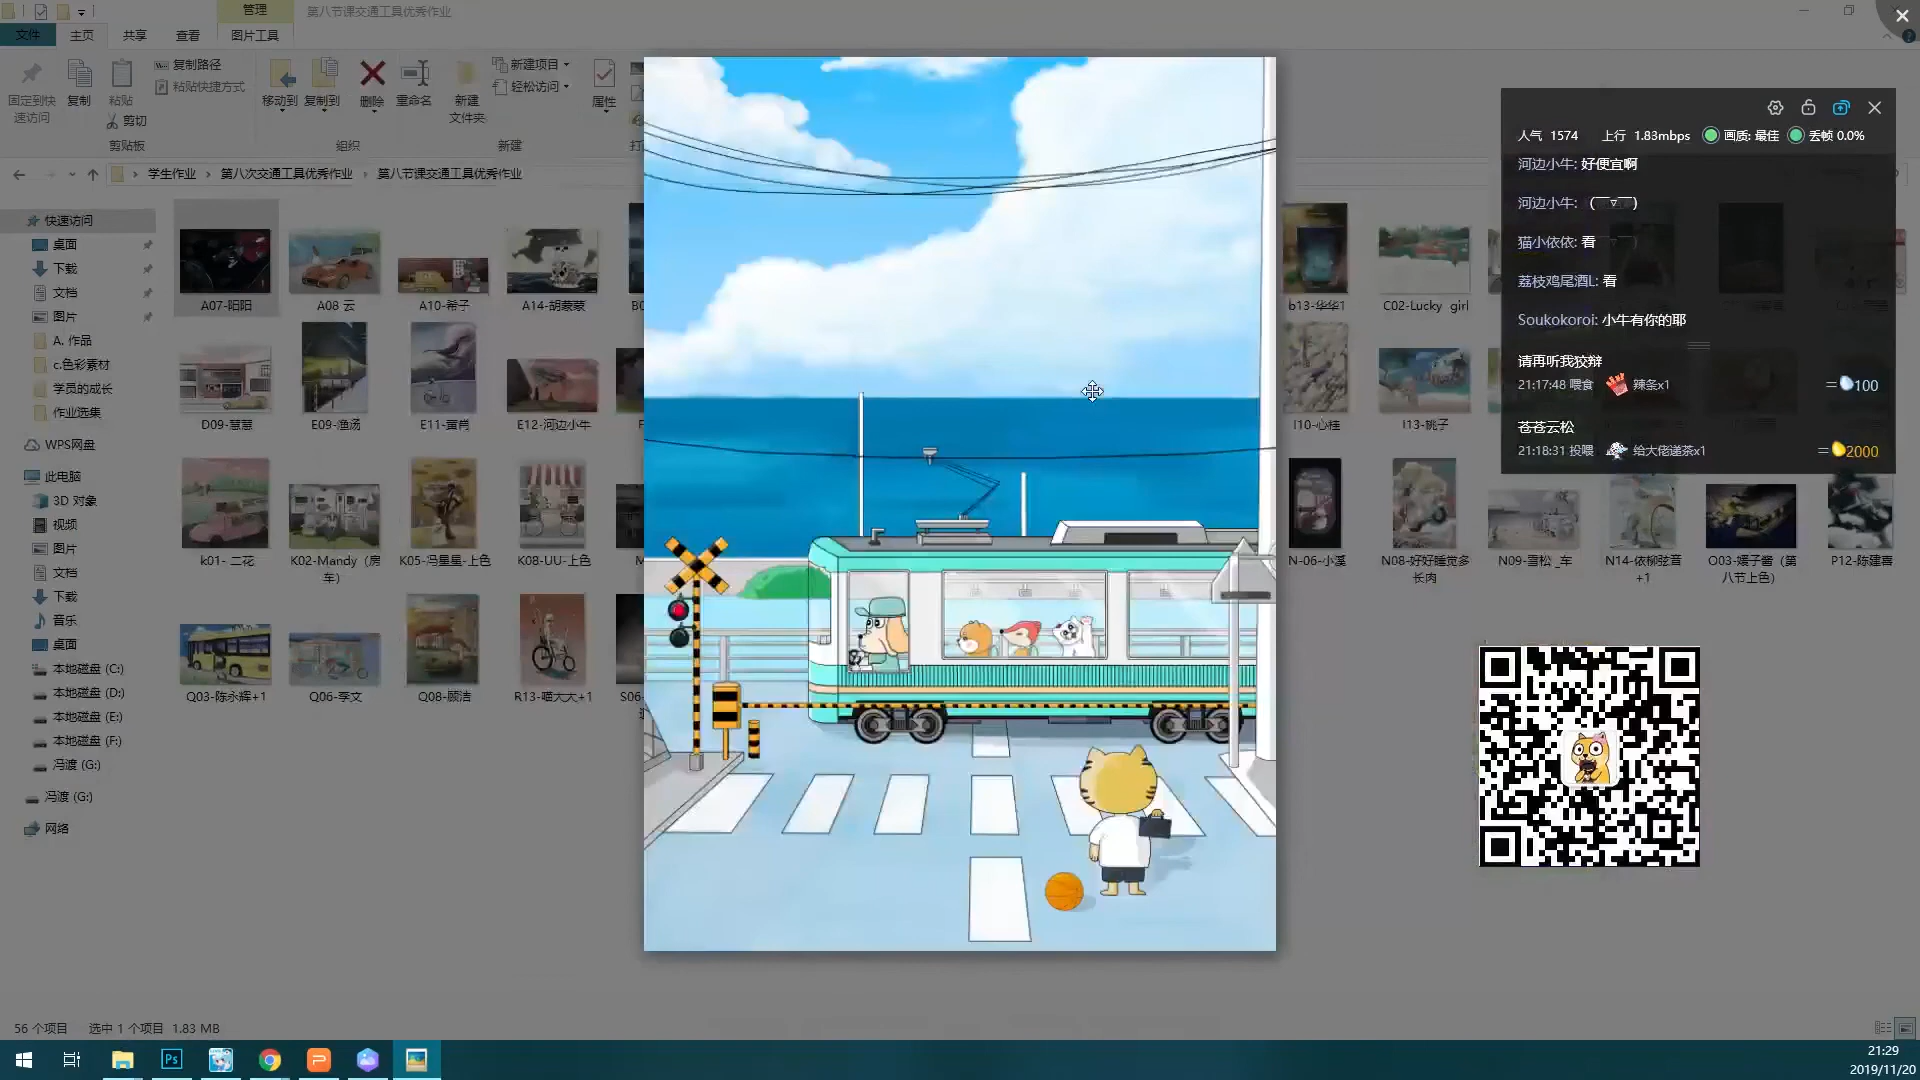 管理
第八节课交通工具优秀作业
文件
主页
共享
查看
图片工具
固定到快
速访问
复制
粘贴
复制路径
粘贴快捷方式
剪切
移动到
复制到
删除
重命名
新建
文件夹
新建项目
轻松访问
属性
剪贴板
组织
新建
学生作业
第八次交通工具优秀作业
第八节课交通工具优秀作业
快速访问
桌面
下载
文档
图片
A. 作品
c.色彩素材
学员的成长
作业选集
WPS网盘
此电脑
3D 对象
视频
图片
文档
下载
音乐
桌面
本地磁盘 (C:)
本地磁盘 (D:)
本地磁盘 (E:)
本地磁盘 (F:)
冯渡 (G:)
冯渡 (G:)
网络
A07-阳阳
A08 云
A10-希子
A14-胡蒙蒙
b13-华华1
C02-Lucky girl
D09-慧慧
E09-渔汤
E11-寅肖
E12-河边小牛
I10-心桂
I13-桃子
k01- 二花
K02-Mandy（房
车）
K05-冯星星-上色
K08-UU-上色
N-06-小溪
N08-好好睡觉多
长肉
N09-雪松 _车
N14-依柳弦音
+1
O03-媛子酱（第
八节上色）
P12-陈建喜
Q03-陈永辉+1
Q06-李文
Q08-顾洁
R13-喵大大+1
人气 1574
上行 1.83mbps
画质: 最佳
丢帧 0.0%
河边小牛: 好便宜啊
河边小牛: (￣▽￣)
猫小依依: 看
荔枝鸡尾酒L: 看
Soukokoroi: 小牛有你的耶
请再听我狡辩
21:17:48 喂食 辣条x1 =100
苍苍云松
21:18:31 投喂 给大佬递茶x1 =2000
56 个项目 选中 1 个项目 1.83 MB
Ps
21:29
2019/11/20